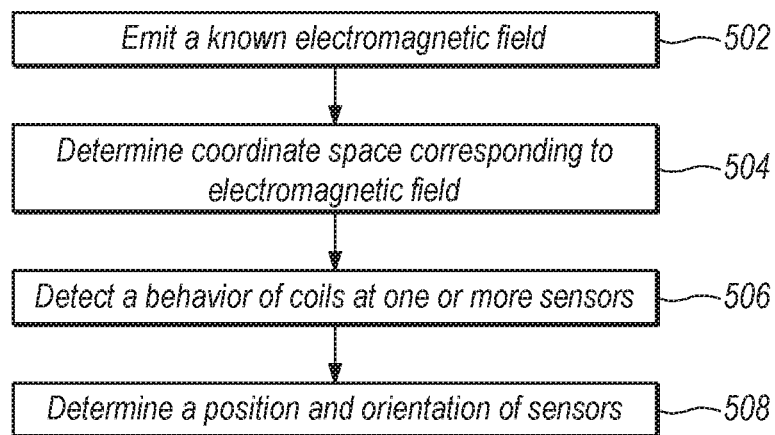 Emit a known electromagnetic field 502
Determine coordinate space corresponding to
electromagnetic field 504
Detect a behavior of coils at one or more sensors 506
Determine a position and orientation of sensors 508